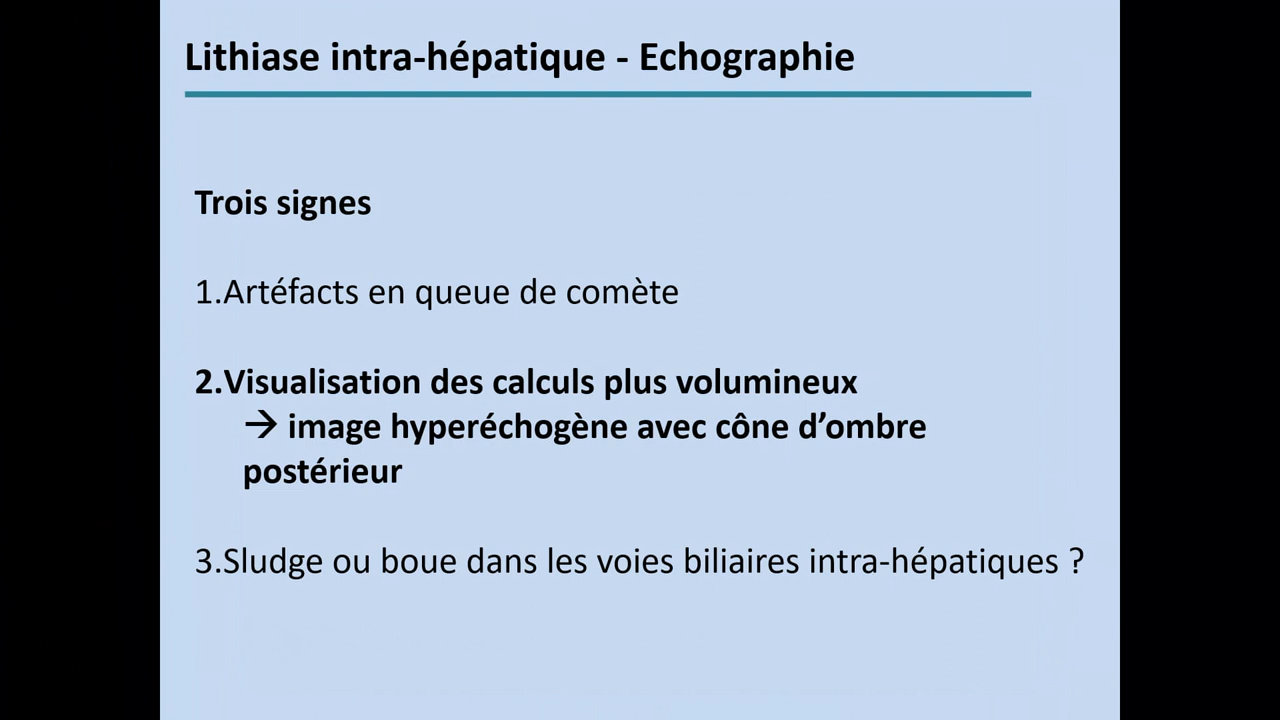 Lithiase intra-hépatique - Echographie
Trois signes
1.Artéfacts en queue de comète
2.Visualisation des calculs plus volumineux
→ image hyperéchogène avec cône d’ombre
postérieur
3.Sludge ou boue dans les voies biliaires intra-hépatiques ?